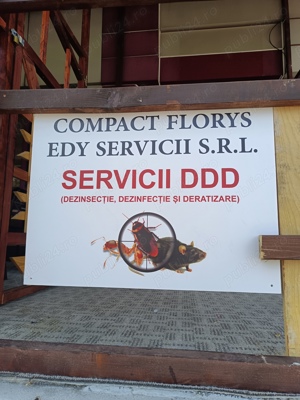 COMPACT FLORYS
EDY SERVICII S.R.L.
SERVICII DDD
(DEZINSECȚIE, DEZINFECȚIE ȘI DERATIZARE)